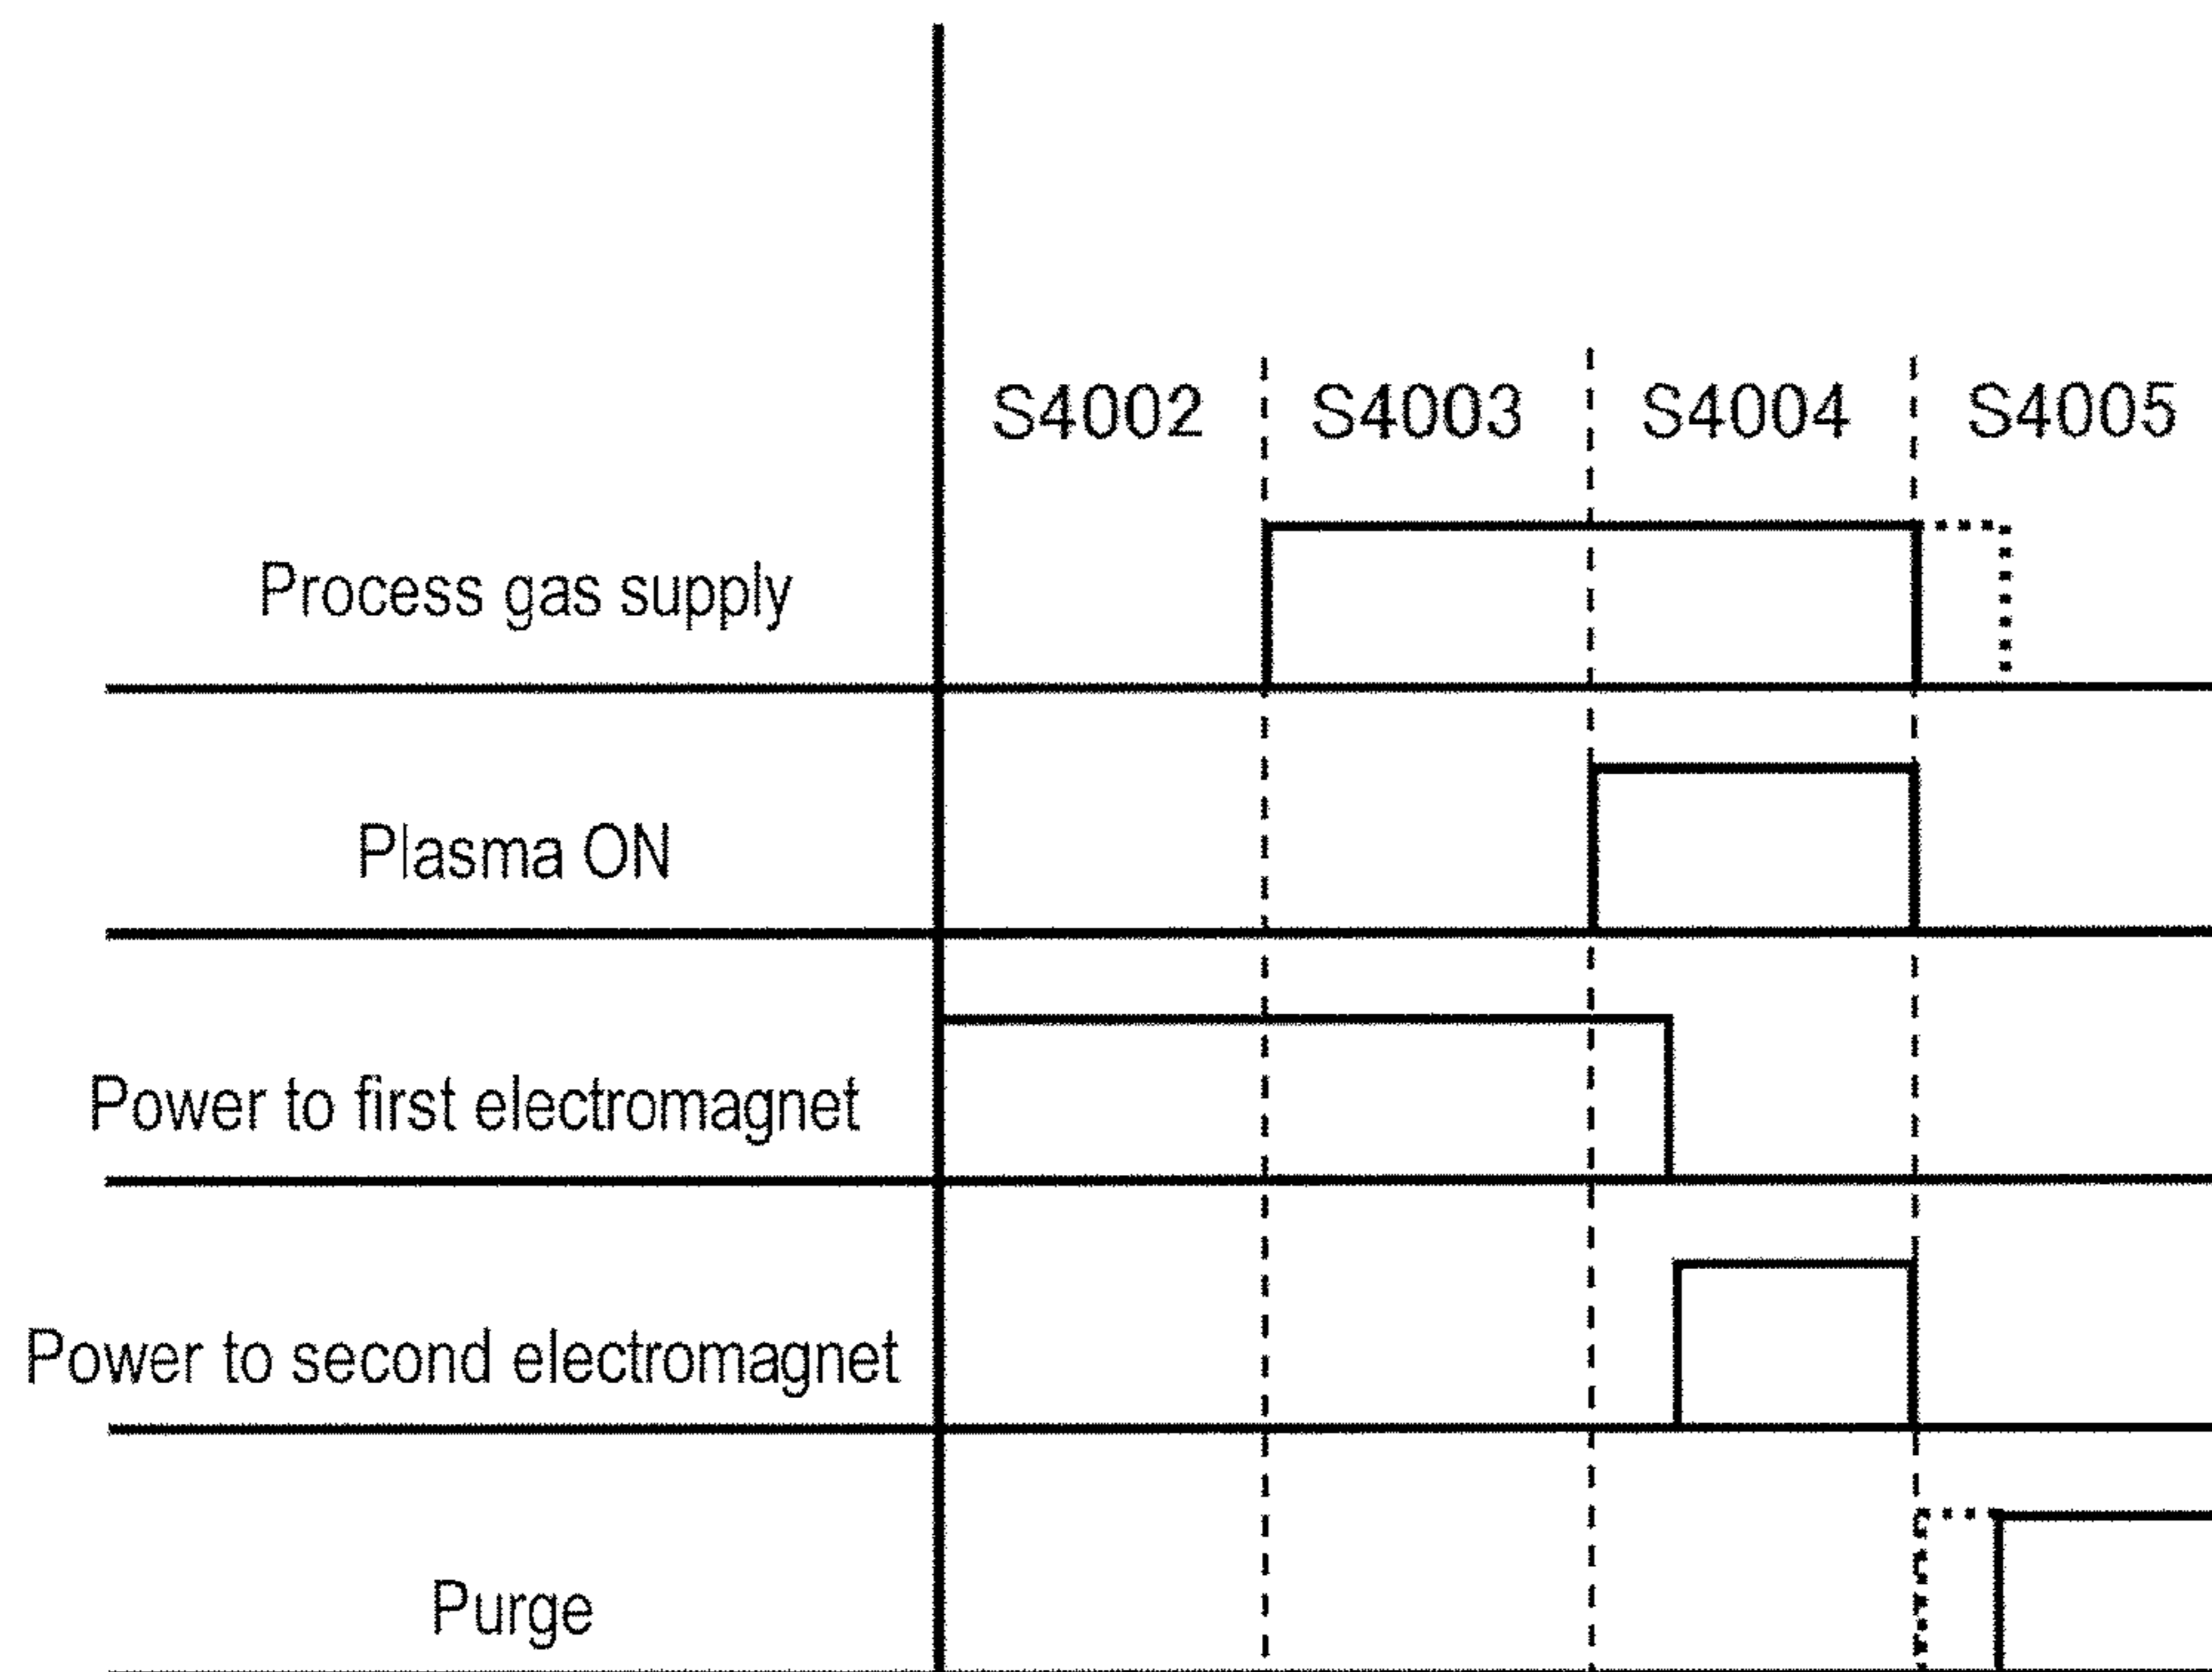 S4002 S4003 S4004 S4005
Process gas supply
Plasma ON
Power to first electromagnet
Power to second electromagnet
Purge